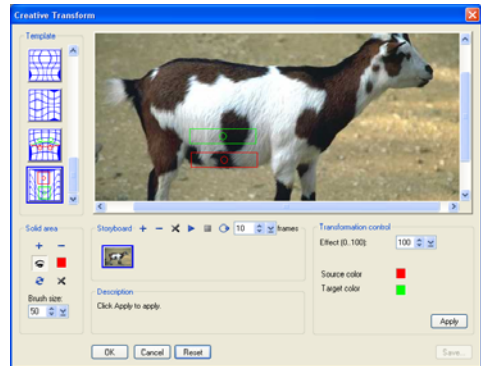 Creative Transform
Template
Solid area
Brush size:
50
Storyboard
10
frames
Description
Click Apply to apply.
Transformation control
Effect (0..100):
100
Source color
Target color
Apply
OK
Cancel
Reset
Save...